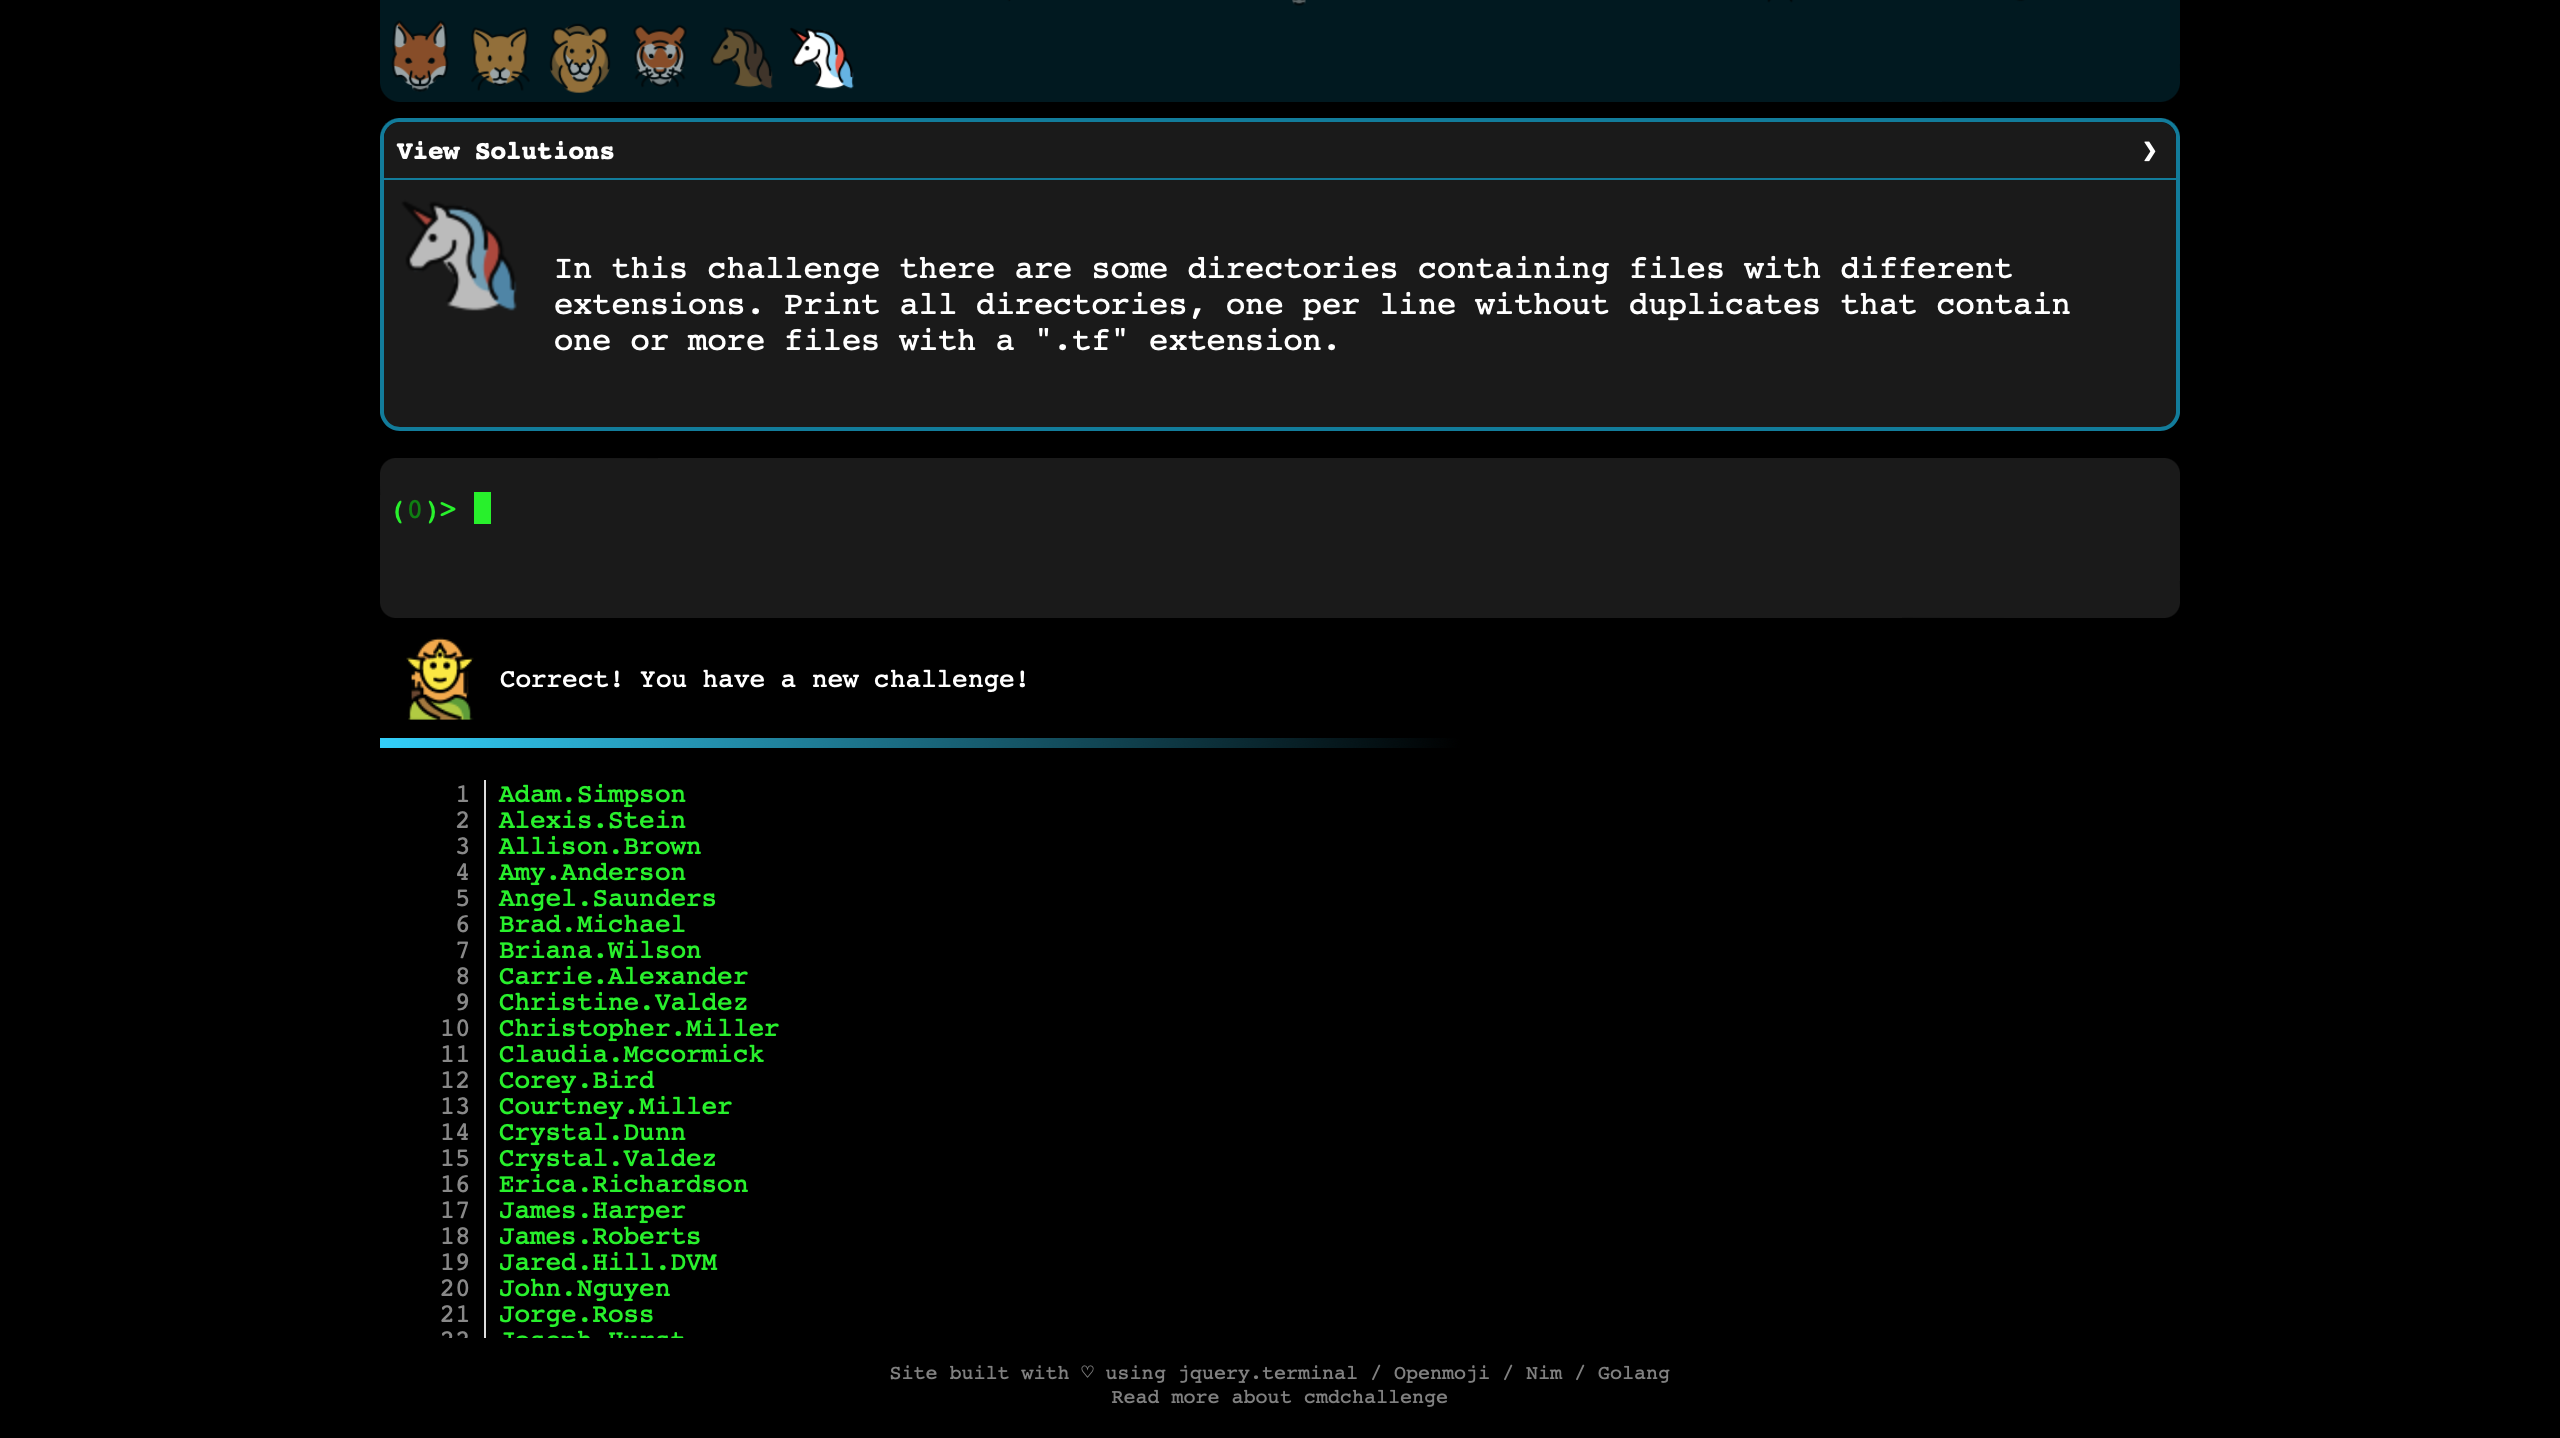 View Solutions ❯
In this challenge there are some directories containing files with different
extensions. Print all directories, one per line without duplicates that contain
one or more files with a ".tf" extension.
(0)>
Correct! You have a new challenge!
1 Adam.Simpson
2 Alexis.Stein
3 Allison.Brown
4 Amy.Anderson
5 Angel.Saunders
6 Brad.Michael
7 Briana.Wilson
8 Carrie.Alexander
9 Christine.Valdez
10 Christopher.Miller
11 Claudia.Mccormick
12 Corey.Bird
13 Courtney.Miller
14 Crystal.Dunn
15 Crystal.Valdez
16 Erica.Richardson
17 James.Harper
18 James.Roberts
19 Jared.Hill.DVM
20 John.Nguyen
21 Jorge.Ross
22 Joseph.Hurst
Site built with ♡ using jquery.terminal / Openmoji / Nim / Golang
Read more about cmdchallenge